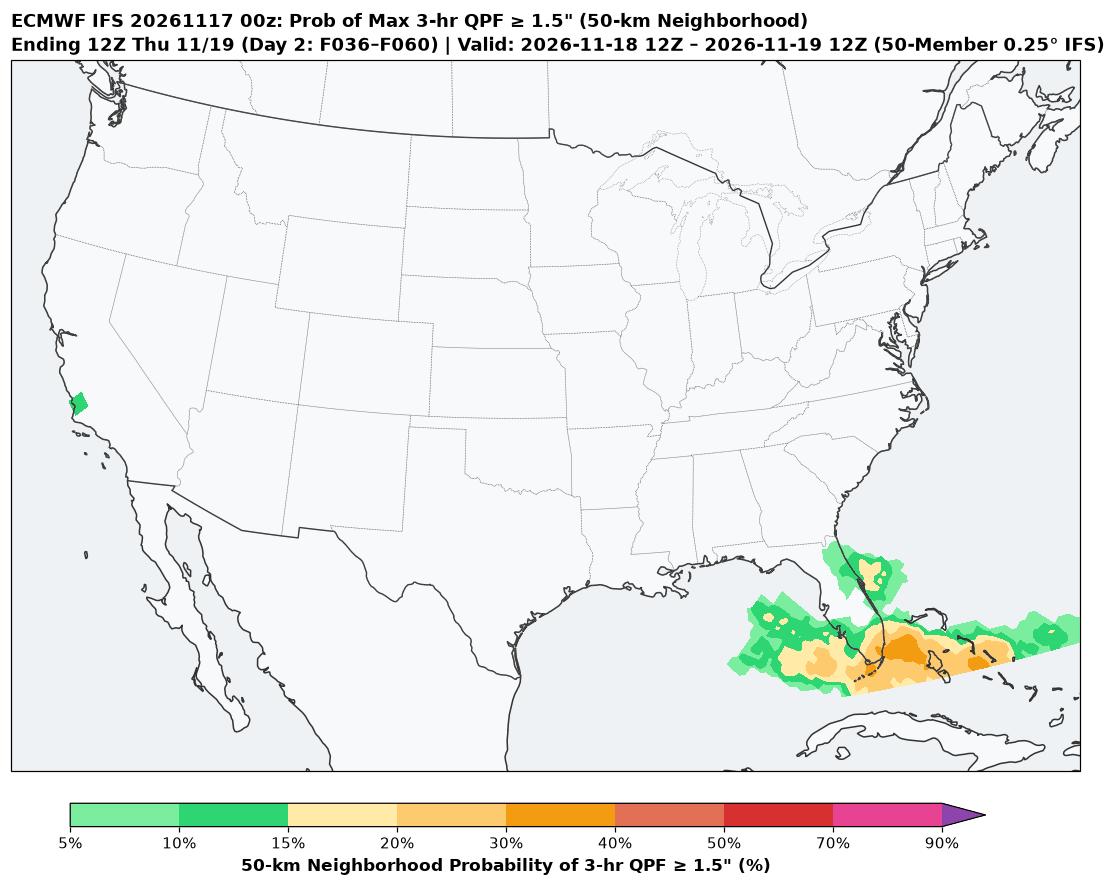 ECMWF IFS 20261117 00z: Prob of Max 3-hr QPF ≥ 1.5" (50-km Neighborhood)
Ending 12Z Thu 11/19 (Day 2: F036–F060) | Valid: 2026-11-18 12Z – 2026-11-19 12Z (50-Member 0.25° IFS)
5% 10% 15% 20% 30% 40% 50% 70% 90%
50-km Neighborhood Probability of 3-hr QPF ≥ 1.5" (%)